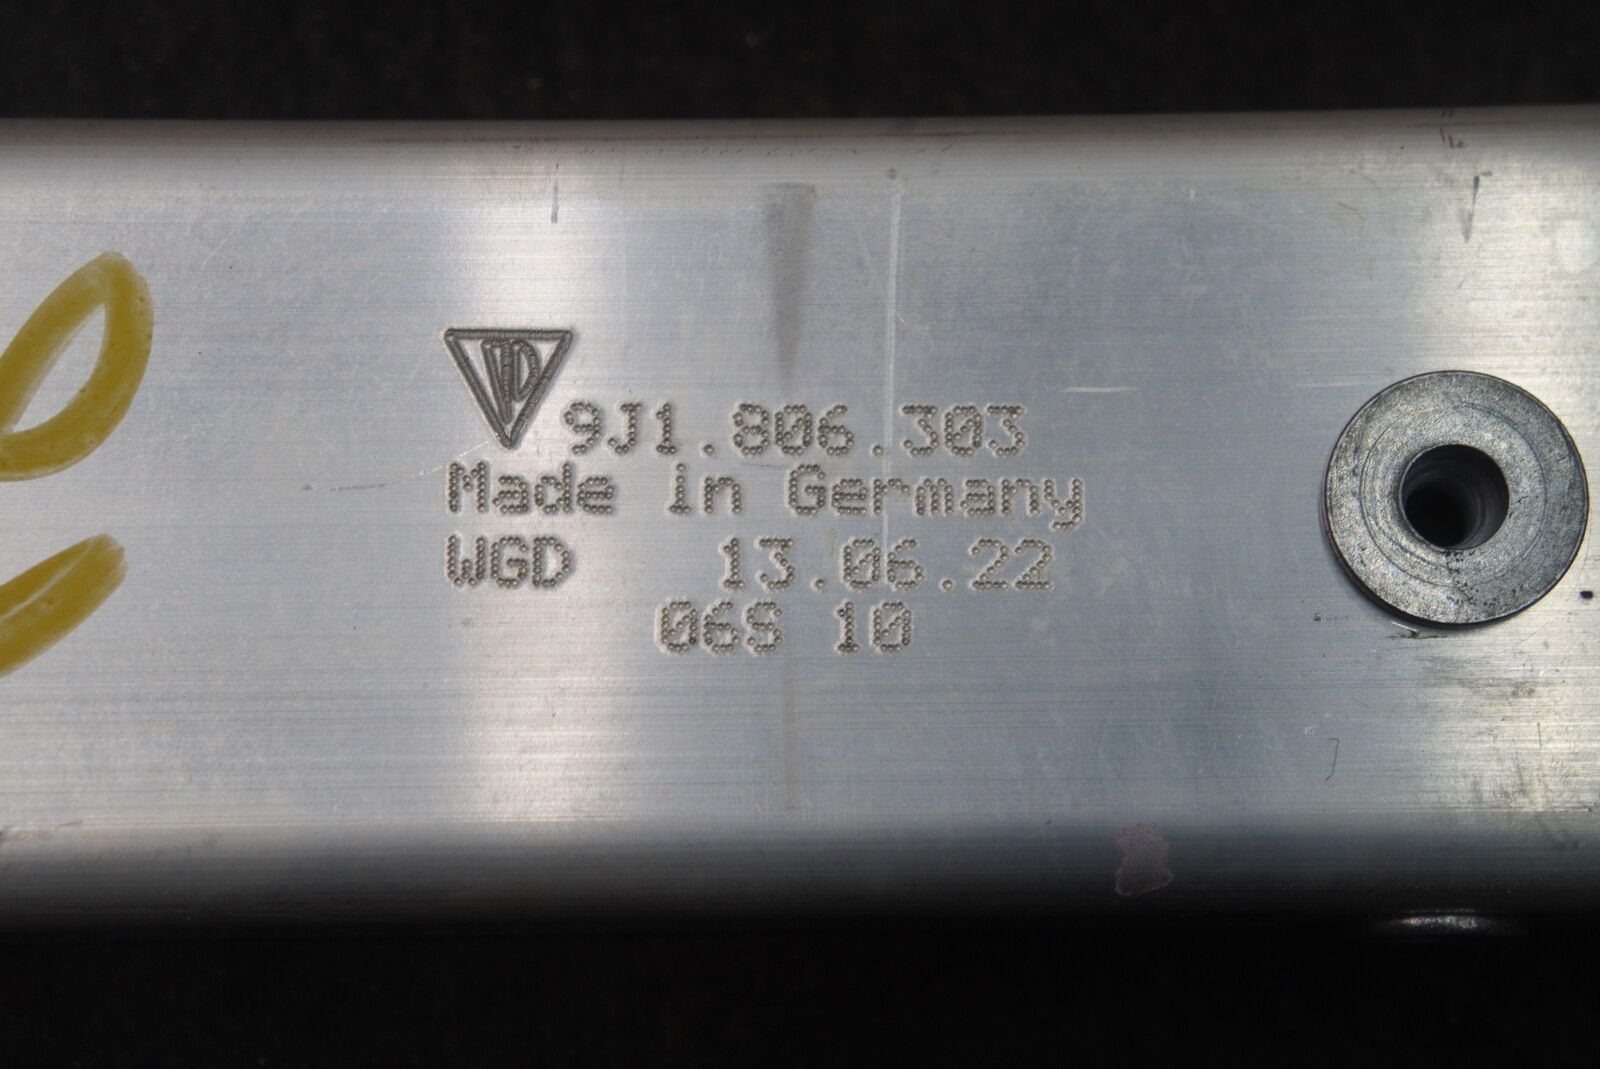 9J1.806.303
Made in Germany
WGD 13.06.22
06S 10